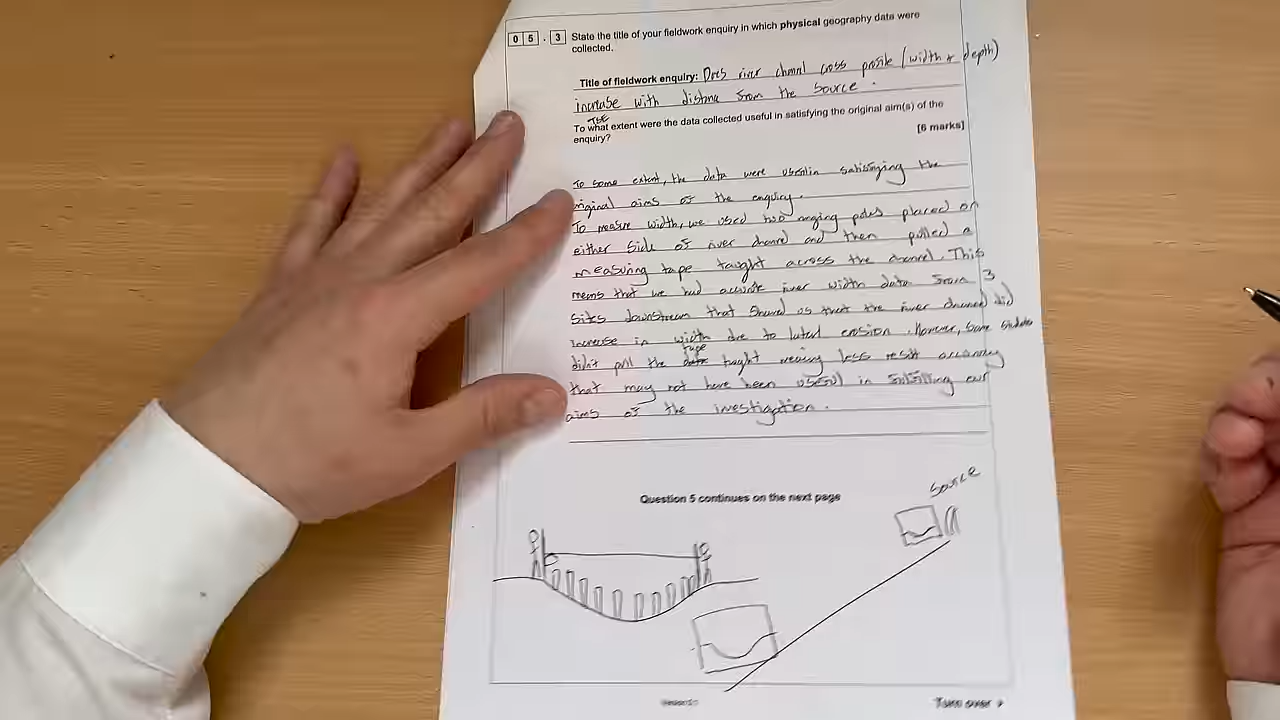 0 5 . 3 State the title of your fieldwork enquiry in which physical geography data were
collected.
Title of fieldwork enquiry: Does river channel cross profile (width & depth)
increase with distance from the source.
To what extent were the data collected useful in satisfying the original aim(s) of the
enquiry?
[6 marks]
To some extent, the data were useful in satisfying the
original aims of the enquiry.
To measure width, we used two ranging poles placed on
either side of river channel and then pulled a
measuring tape taught across the channel. This
means that we had accurate river width data from 3
sites downstream that showed us that the river channel did
increase in width due to lateral erosion. However, some students
didn't pull the tape taught meaning less result accuracy
that may not have been useful in fulfilling our
aims of the investigation.
Question 5 continues on the next page
Source
Turn over